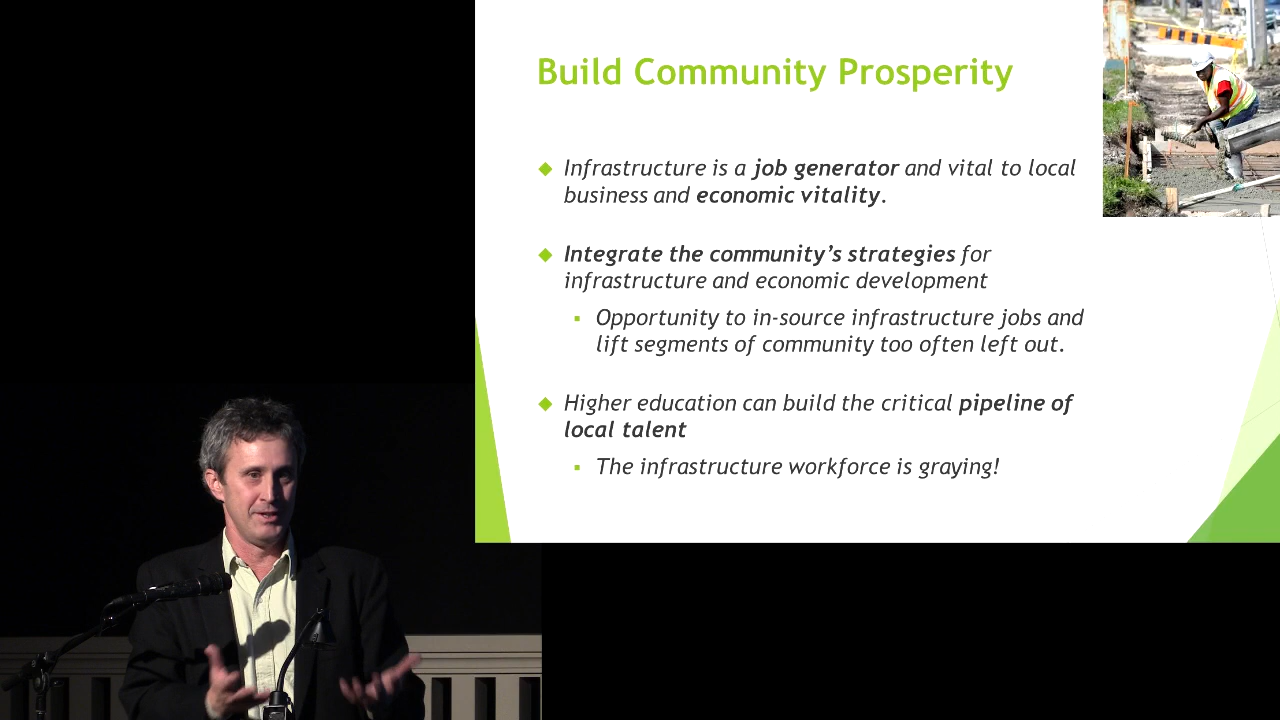 Build Community Prosperity
Infrastructure is a job generator and vital to local
business and economic vitality.
Integrate the community's strategies for
infrastructure and economic development
Opportunity to in-source infrastructure jobs and
lift segments of community too often left out.
Higher education can build the critical pipeline of
local talent
The infrastructure workforce is graying!